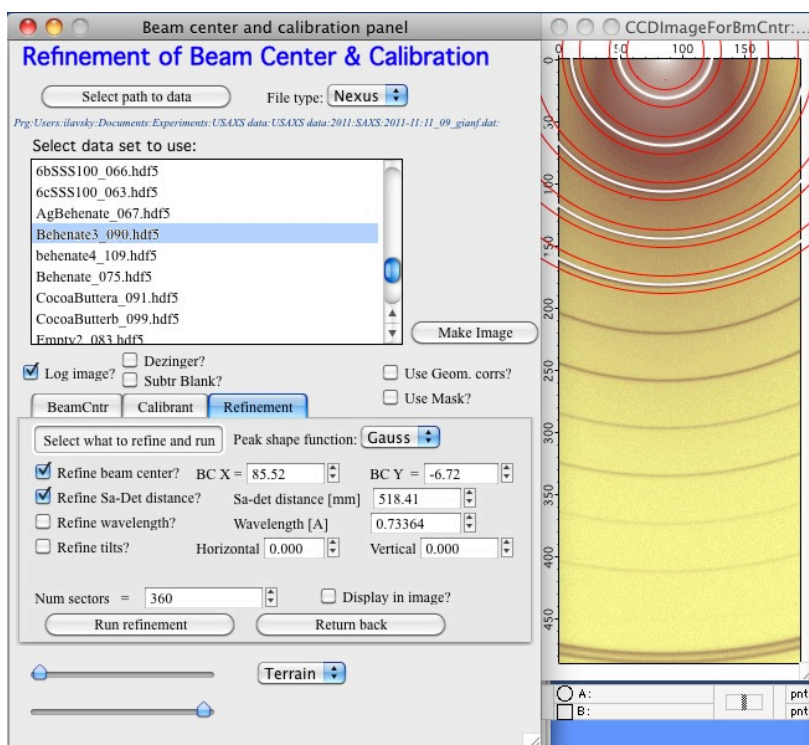 Beam center and calibration panel
CCDImageForBmCntr:...
Refinement of Beam Center & Calibration
Select path to data
File type: Nexus
Prg:Users:ilavsky:Documents:Experiments:USAXS data:USAXS data:2011:SAXS:2011-11:11_09_gianf.dat:
Select data set to use:
6bSSS100_066.hdf5
6cSSS100_063.hdf5
AgBehenate_067.hdf5
Behenate3_090.hdf5
behenate4_109.hdf5
Behenate_075.hdf5
CocoaButtera_091.hdf5
CocoaButterb_099.hdf5
Empty2_083.hdf5
Make Image
Log image?
Dezinger?
Subtr Blank?
Use Geom. corrs?
Use Mask?
BeamCntr
Calibrant
Refinement
Select what to refine and run
Peak shape function: Gauss
Refine beam center? BC X = 85.52 BC Y = -6.72
Refine Sa-Det distance? Sa-det distance [mm] 518.41
Refine wavelength? Wavelength [A] 0.73364
Refine tilts? Horizontal 0.000 Vertical 0.000
Num sectors = 360
Display in image?
Run refinement
Return back
Terrain
0 50 100 150
0
50
100
150
200
250
300
350
400
450
A: pnt
B: pnt